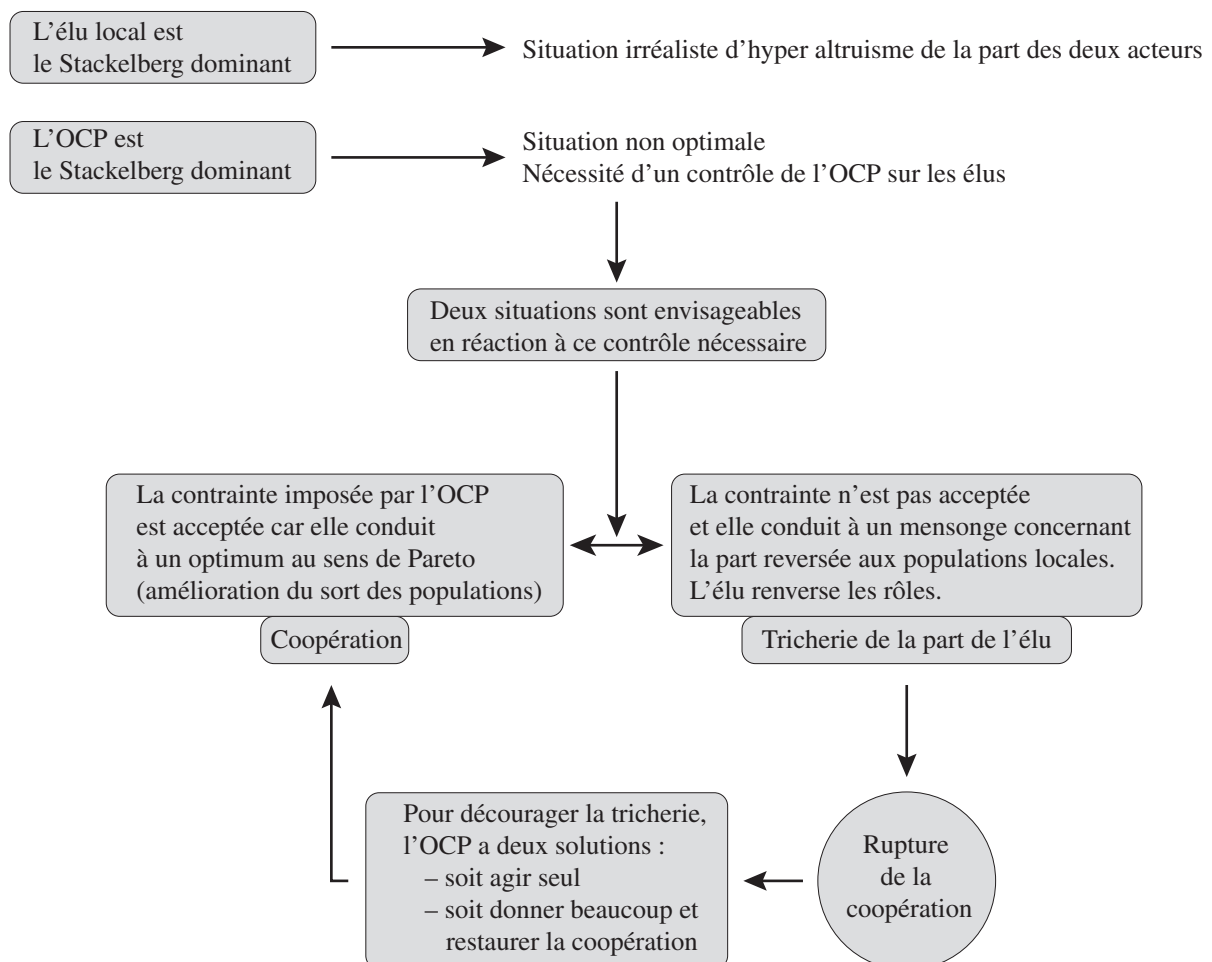 L’élu local est
le Stackelberg dominant
Situation irréaliste d’hyper altruisme de la part des deux acteurs
L’OCP est
le Stackelberg dominant
Situation non optimale
Nécessité d’un contrôle de l’OCP sur les élus
Deux situations sont envisageables
en réaction à ce contrôle nécessaire
La contrainte imposée par l’OCP
est acceptée car elle conduit
à un optimum au sens de Pareto
(amélioration du sort des populations)
Coopération
La contrainte n’est pas acceptée
et elle conduit à un mensonge concernant
la part reversée aux populations locales.
L’élu renverse les rôles.
Tricherie de la part de l’élu
Pour décourager la tricherie,
l’OCP a deux solutions :
– soit agir seul
– soit donner beaucoup et
restaurer la coopération
Rupture
de la
coopération